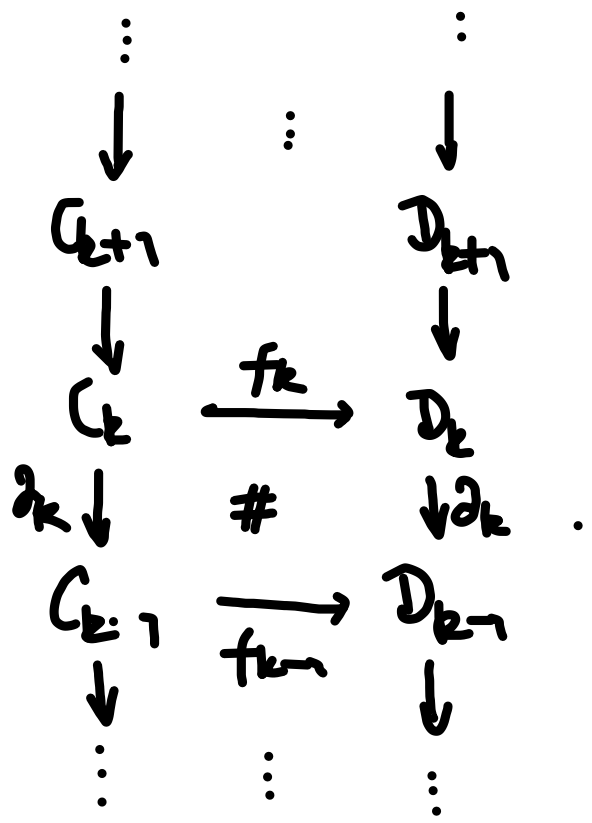 ⋮ ⋮
↓ ⋮ ↓
C_{k+1} D_{k+1}
↓ ↓
f_k
C_k → D_k
∂_k ↓ # ↓ ∂_k .
C_{k-1} → D_{k-1}
f_{k-1}
↓ ↓
⋮ ⋮ ⋮